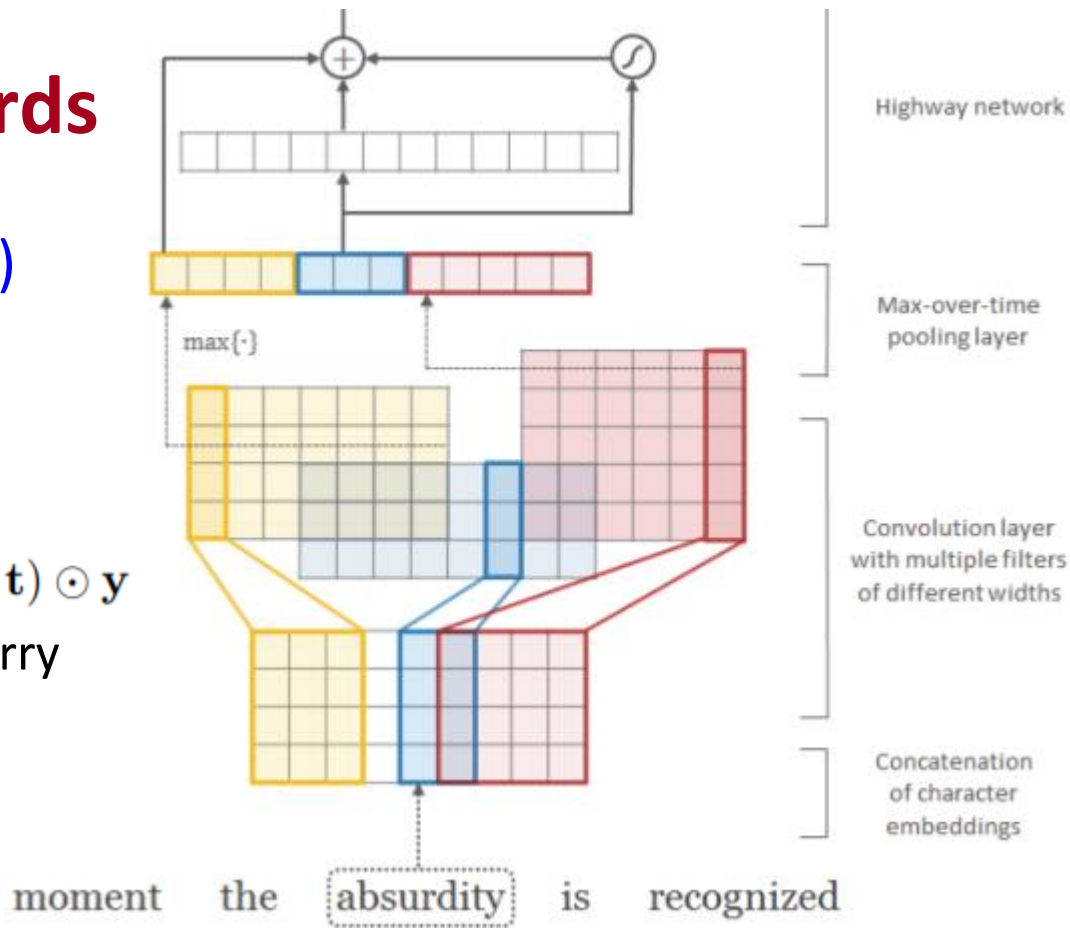 rds
)
t) ⊙ y
rry
+
Highway network
max{·}
Max-over-time
pooling layer
Convolution layer
with multiple filters
of different widths
Concatenation
of character
embeddings
moment the absurdity is recognized